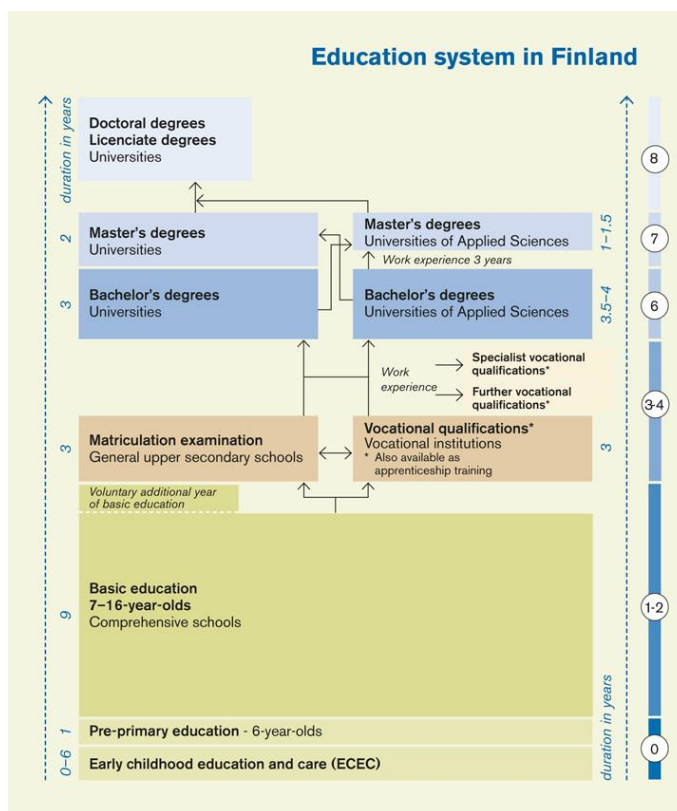 Education system in Finland
duration in years
Doctoral degrees
Licenciate degrees
Universities
8
2
Master's degrees
Universities
Master's degrees
Universities of Applied Sciences
1–1.5
7
Work experience 3 years
3
Bachelor's degrees
Universities
Bachelor's degrees
Universities of Applied Sciences
3.5–4
6
Work
experience
Specialist vocational
qualifications*
Further vocational
qualifications*
3-4
3
Matriculation examination
General upper secondary schools
Vocational qualifications*
Vocational institutions
* Also available as
apprenticeship training
3
Voluntary additional year
of basic education
9
Basic education
7–16-year-olds
Comprehensive schools
1-2
duration in years
1
Pre-primary education - 6-year-olds
0–6
Early childhood education and care (ECEC)
0